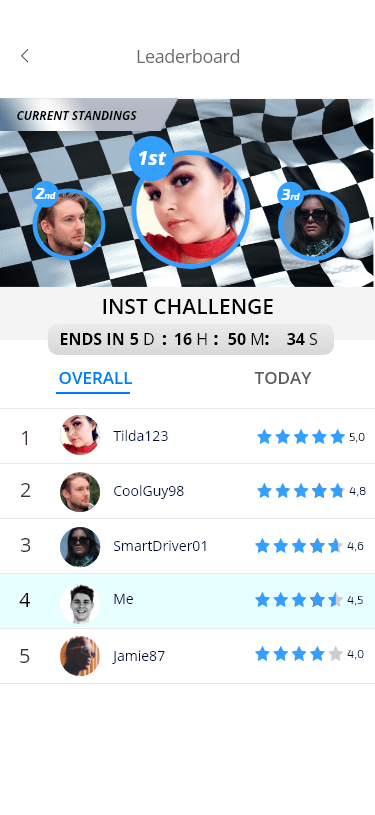 Leaderboard
CURRENT STANDINGS
1st
2nd
3rd
INST CHALLENGE
ENDS IN 5 D : 16 H : 50 M: 34 S
OVERALL TODAY
1 Tilda123 5,0
2 CoolGuy98 4,8
3 SmartDriver01 4,6
4 Me 4,5
5 Jamie87 4,0